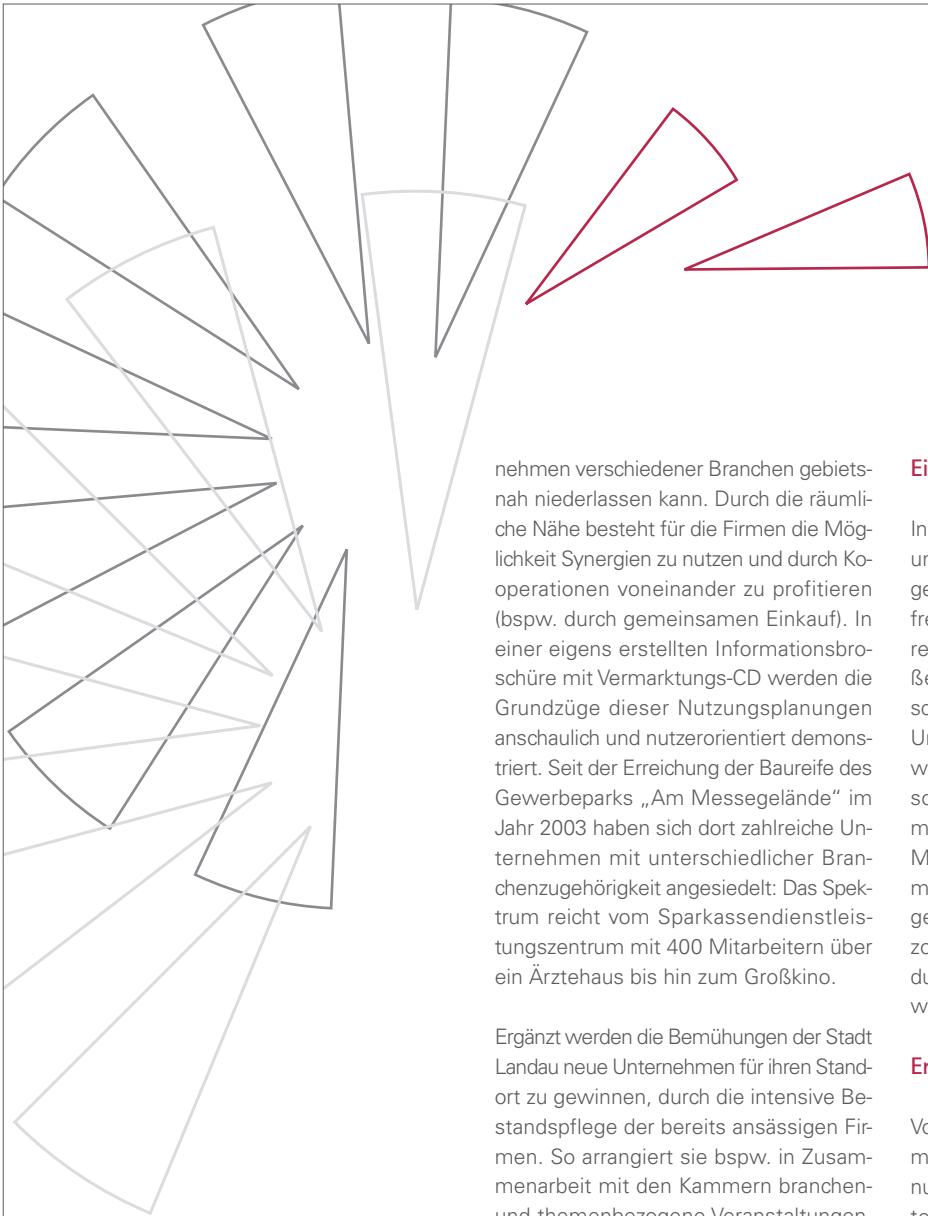 nehmen verschiedener Branchen gebiets-
nah niederlassen kann. Durch die räumli-
che Nähe besteht für die Firmen die Mög-
lichkeit Synergien zu nutzen und durch Ko-
operationen voneinander zu profitieren
(bspw. durch gemeinsamen Einkauf). In
einer eigens erstellten Informationsbro-
schüre mit Vermarktungs-CD werden die
Grundzüge dieser Nutzungsplanungen
anschaulich und nutzerorientiert demons-
triert. Seit der Erreichung der Baureife des
Gewerbeparks „Am Messegelände“ im
Jahr 2003 haben sich dort zahlreiche Un-
ternehmen mit unterschiedlicher Bran-
chenzugehörigkeit angesiedelt: Das Spek-
trum reicht vom Sparkassendienstleis-
tungszentrum mit 400 Mitarbeitern über
ein Ärztehaus bis hin zum Großkino.
Ergänzt werden die Bemühungen der Stadt
Landau neue Unternehmen für ihren Stand-
ort zu gewinnen, durch die intensive Be-
standspflege der bereits ansässigen Fir-
men. So arrangiert sie bspw. in Zusam-
menarbeit mit den Kammern branchen-
und themenbezogene Veranstaltungen